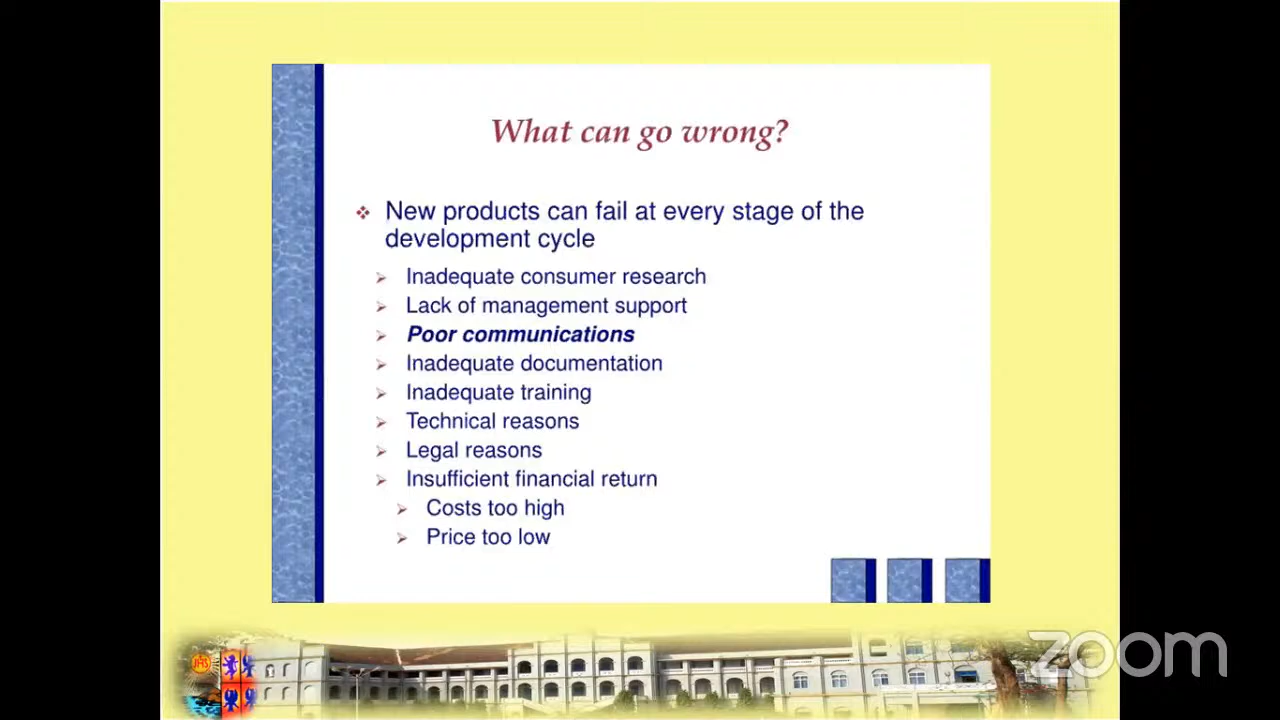 What can go wrong?
❖ New products can fail at every stage of the
development cycle
➢ Inadequate consumer research
➢ Lack of management support
➢ Poor communications
➢ Inadequate documentation
➢ Inadequate training
➢ Technical reasons
➢ Legal reasons
➢ Insufficient financial return
➢ Costs too high
➢ Price too low
JHS
zoom